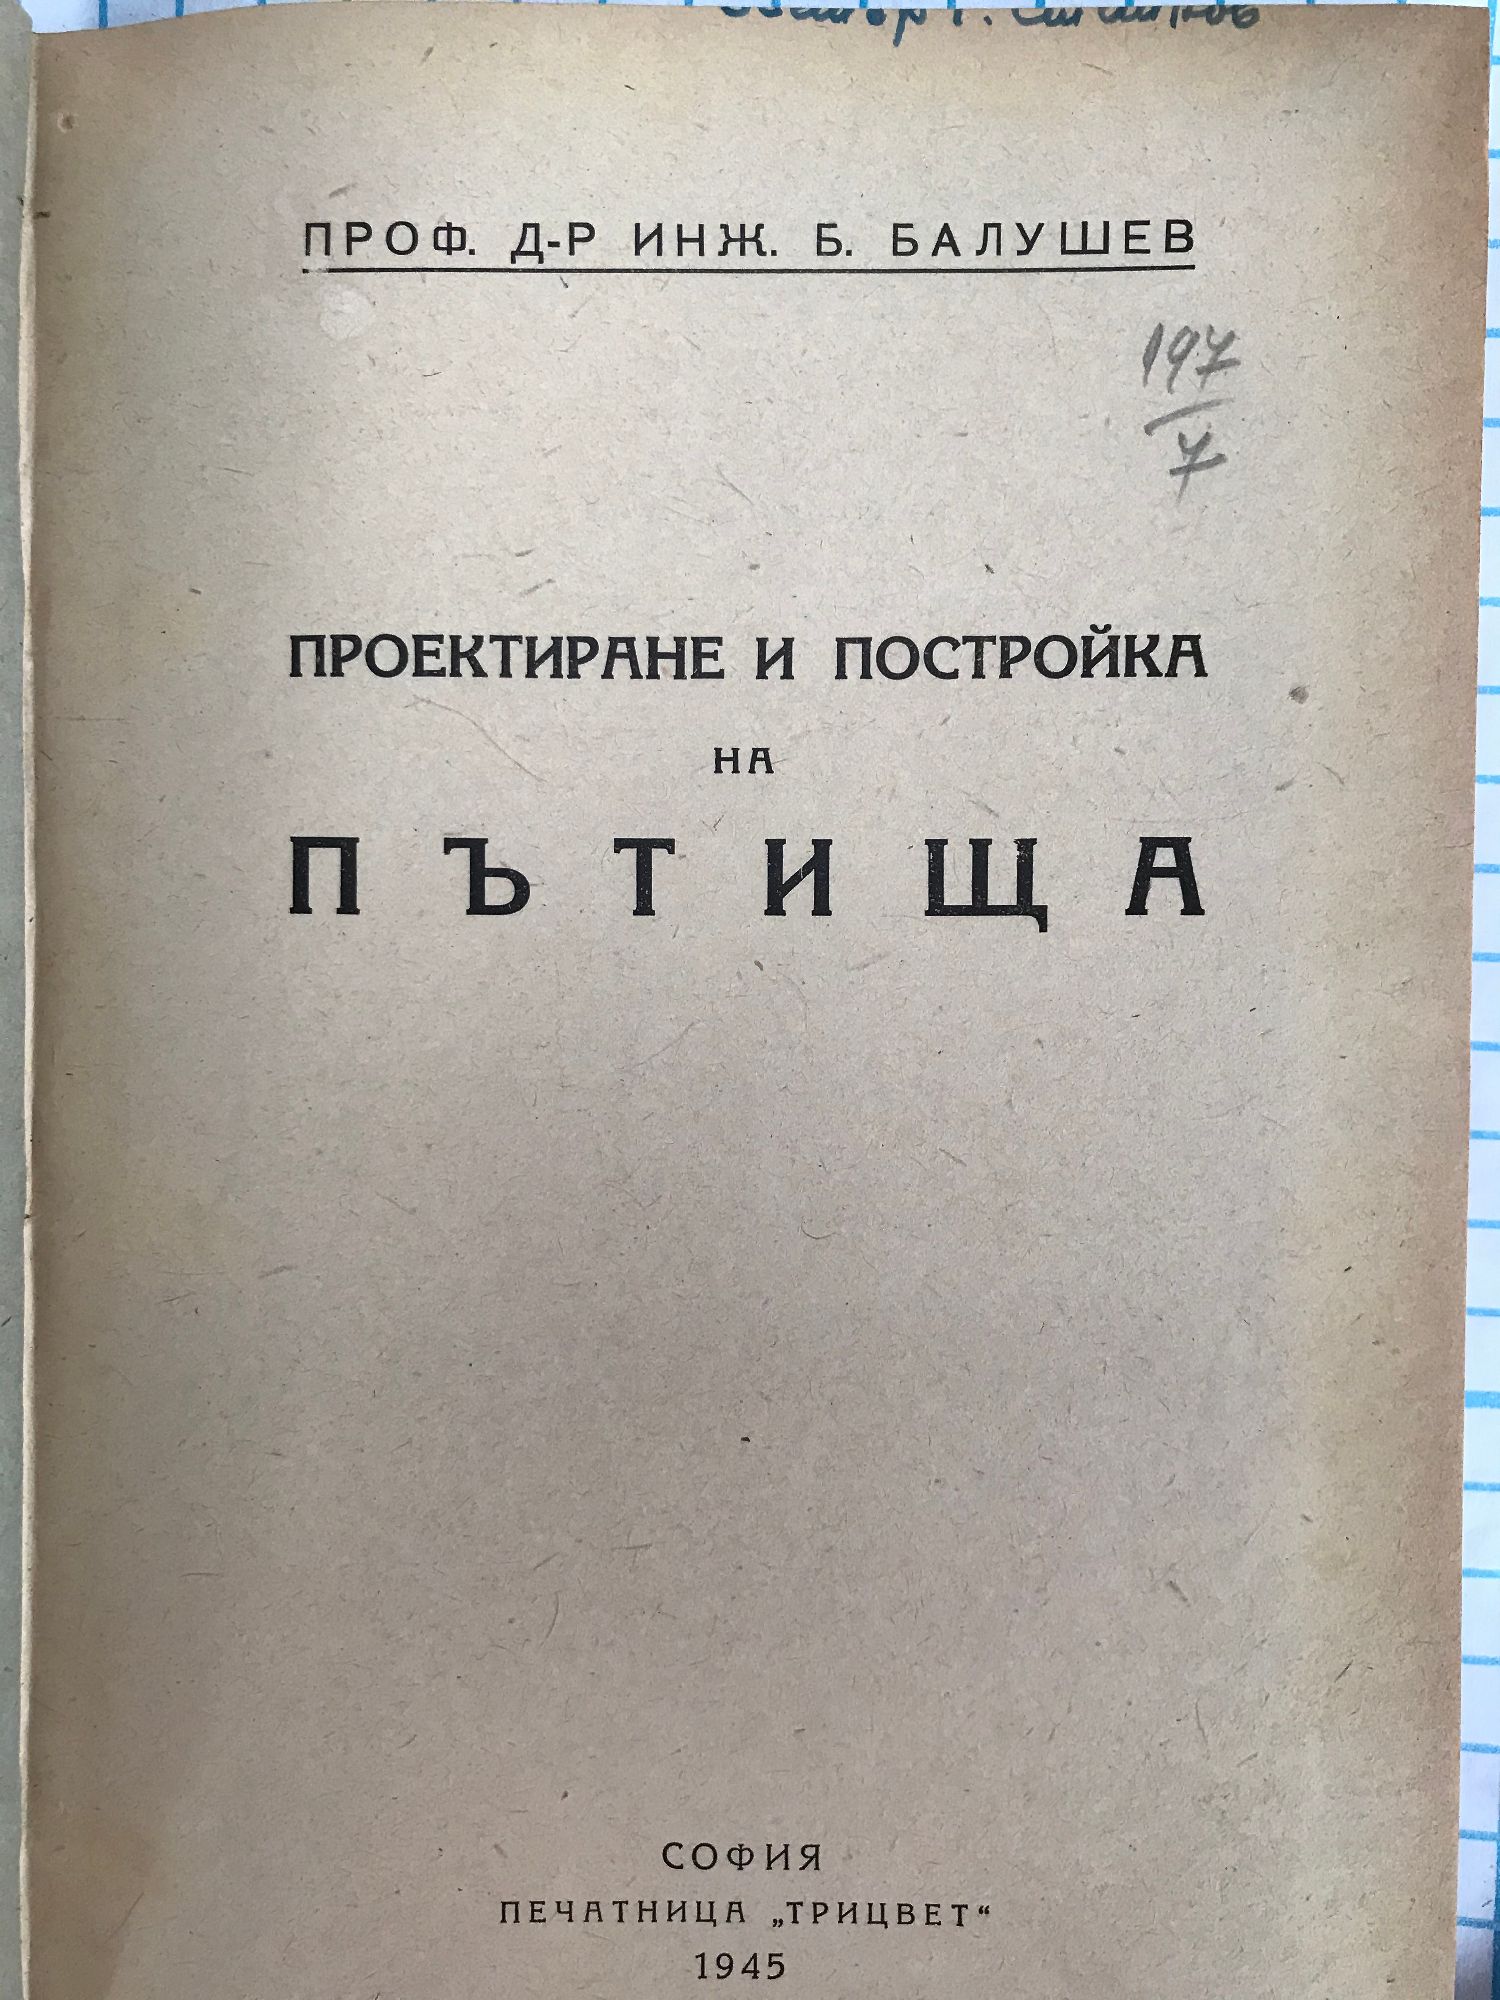 ПРОФ. Д-Р ИНЖ. Б. БАЛУШЕВ
197
7
ПРОЕКТИРАНЕ И ПОСТРОЙКА
НА
ПЪТИЩА
СОФИЯ
ПЕЧАТНИЦА „ТРИЦВЕТ“
1945